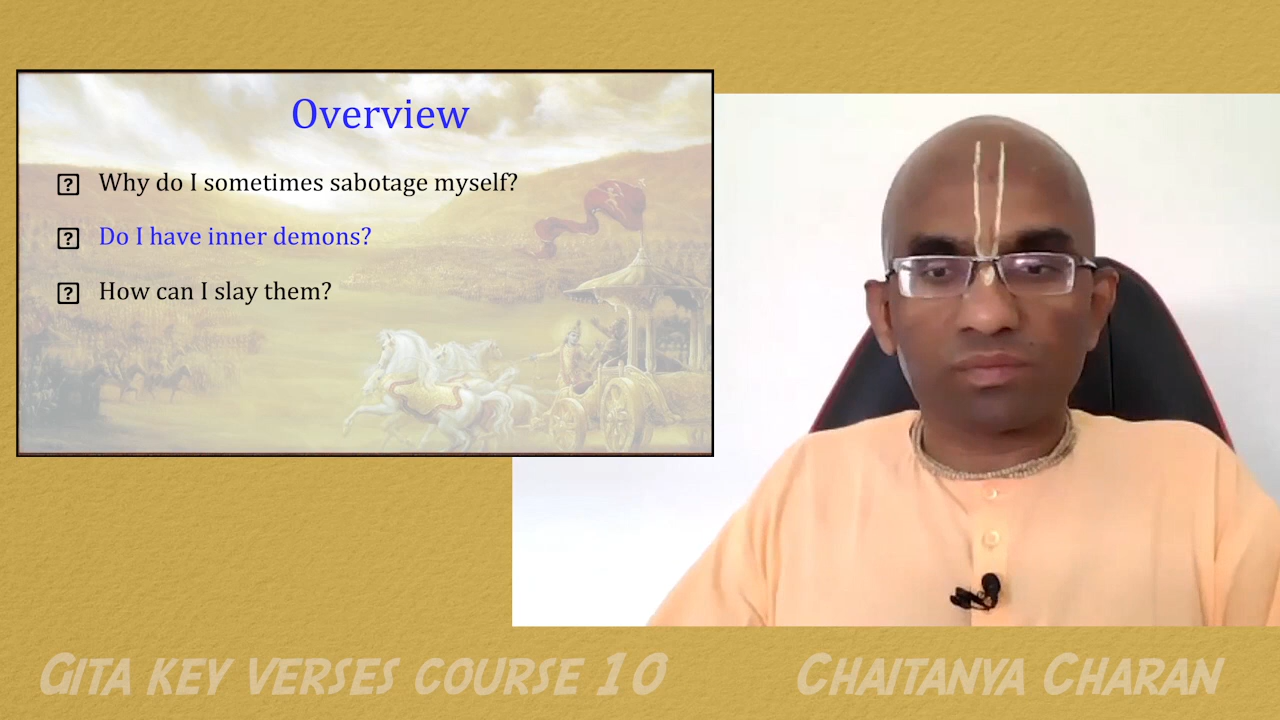 Overview
Why do I sometimes sabotage myself?
Do I have inner demons?
How can I slay them?
GITA KEY VERSES COURSE 10
CHAITANYA CHARAN